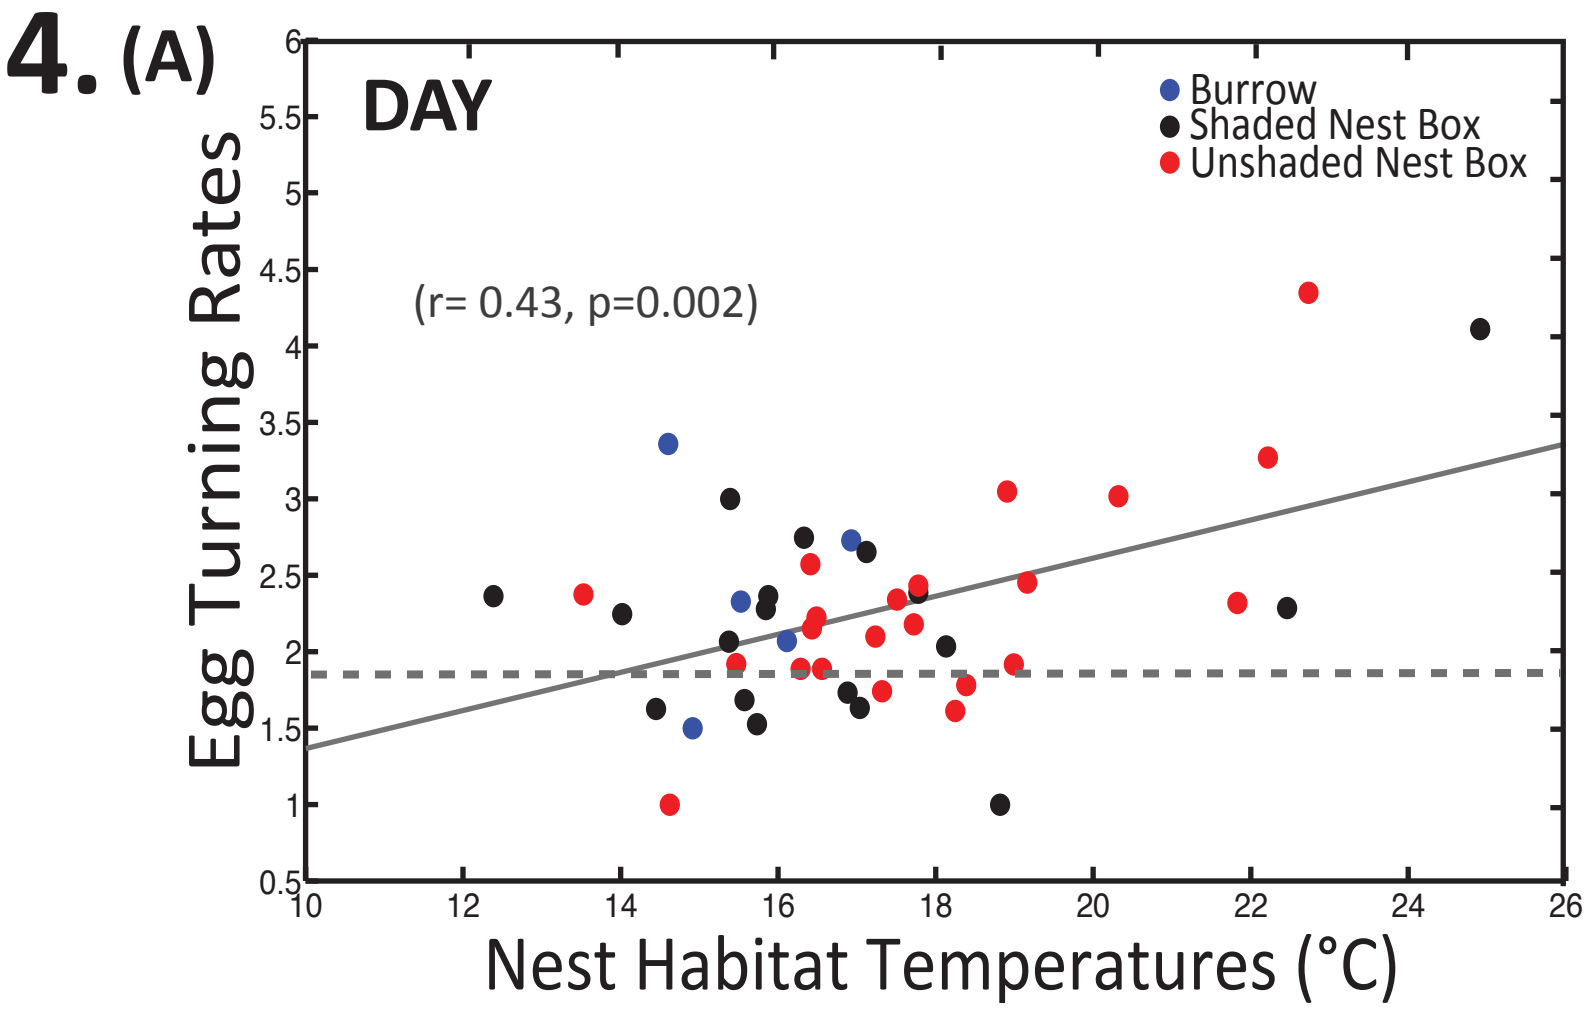 4. (A)
DAY
Burrow
Shaded Nest Box
Unshaded Nest Box
(r= 0.43, p=0.002)
Egg Turning Rates
6
5.5
5
4.5
4
3.5
3
2.5
2
1.5
1
0.5
10 12 14 16 18 20 22 24 26
Nest Habitat Temperatures (°C)